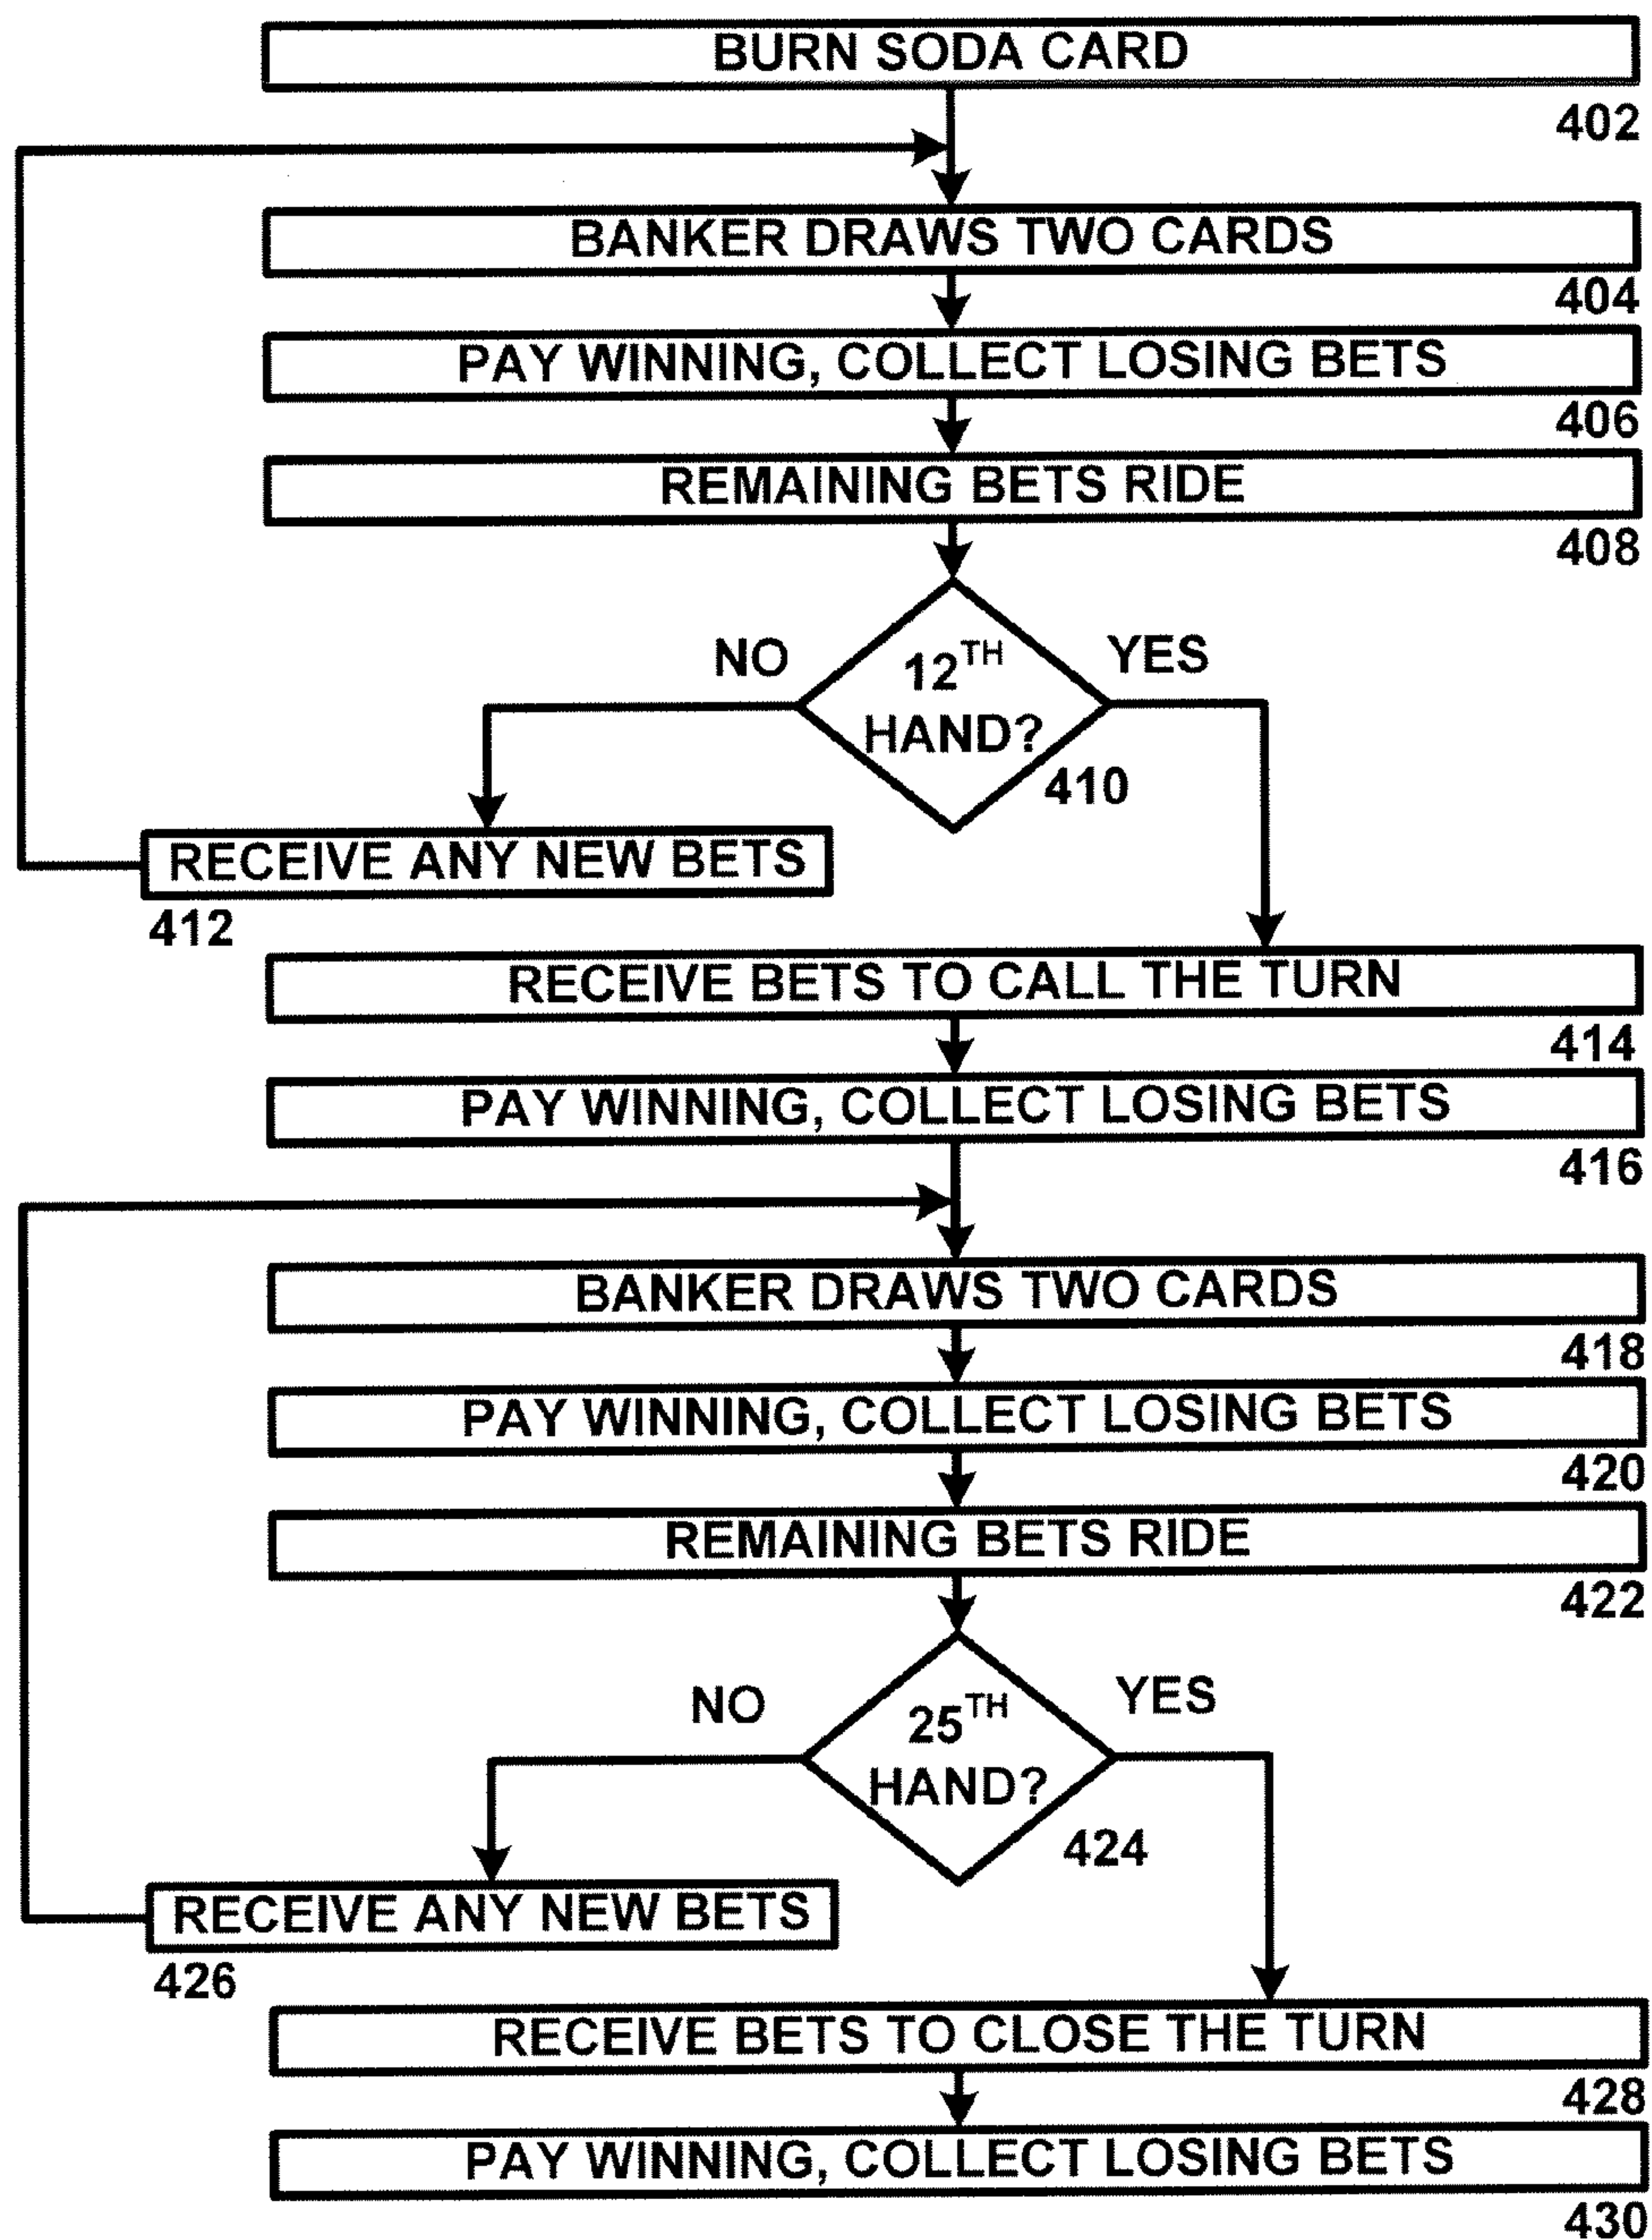 BURN SODA CARD
402
BANKER DRAWS TWO CARDS
404
PAY WINNING, COLLECT LOSING BETS
406
REMAINING BETS RIDE
408
NO
YES
12TH
HAND?
410
RECEIVE ANY NEW BETS
412
RECEIVE BETS TO CALL THE TURN
414
PAY WINNING, COLLECT LOSING BETS
416
BANKER DRAWS TWO CARDS
418
PAY WINNING, COLLECT LOSING BETS
420
REMAINING BETS RIDE
422
NO
YES
25TH
HAND?
424
RECEIVE ANY NEW BETS
426
RECEIVE BETS TO CLOSE THE TURN
428
PAY WINNING, COLLECT LOSING BETS
430